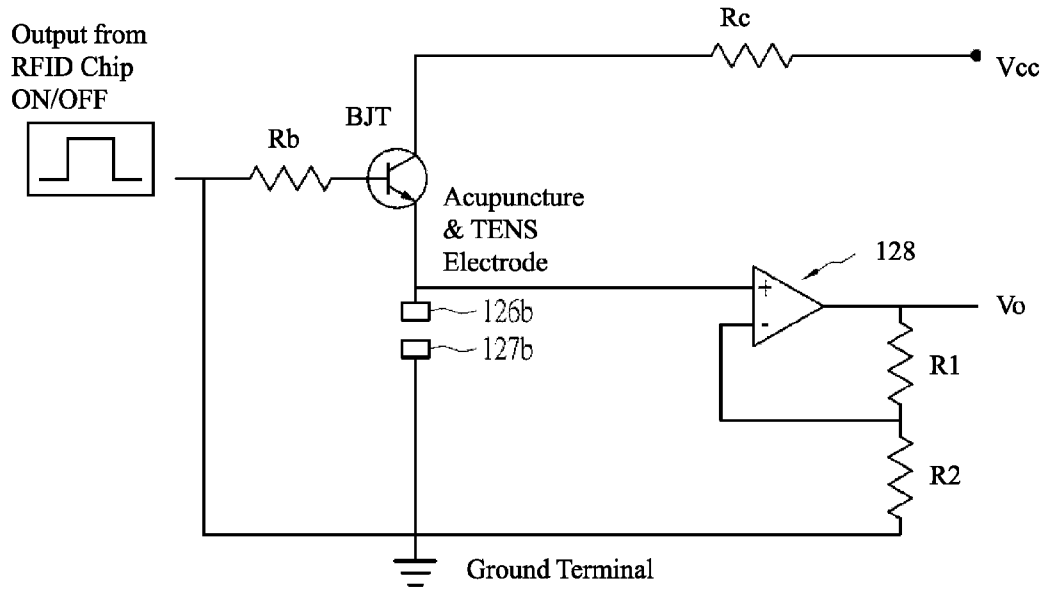 Output from
RFID Chip
ON/OFF
Rb
BJT
Rc
Vcc
Acupuncture
& TENS
Electrode
126b
127b
128
+
-
Vo
R1
R2
Ground Terminal